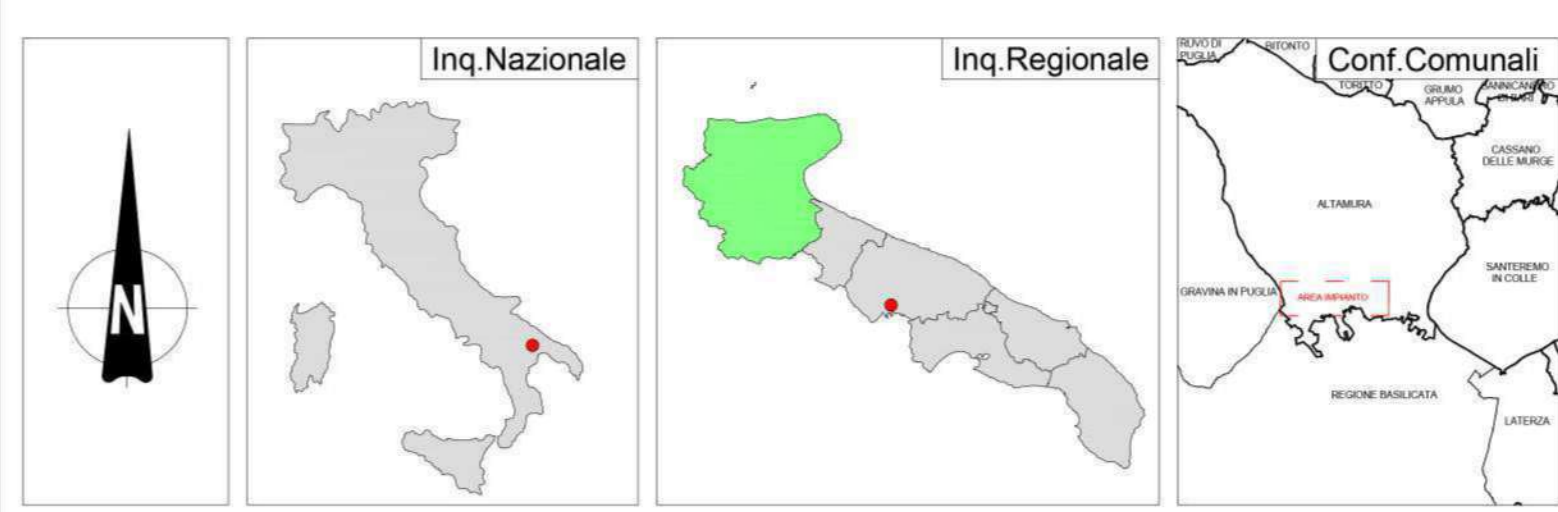 N
Inq.Nazionale
Inq.Regionale
Conf.Comunali
RUVO DI
PUGLIA
BITONTO
TORITTO
GRUMO
APPULA
CASSANO
DELLE MURGE
ALTAMURA
SANTEREMO
IN COLLE
GRAVINA IN PUGLIA
AREA IMPIANTO
REGIONE BASILICATA
LATERZA